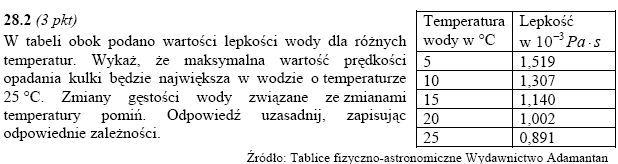 28.2 (3 pkt)
W tabeli obok podano wartości lepkości wody dla różnych
temperatur. Wykaż, że maksymalna wartość prędkości
opadania kulki będzie największa w wodzie o temperaturze
25 °C. Zmiany gęstości wody związane ze zmianami
temperatury pomiń. Odpowiedź uzasadnij, zapisując
odpowiednie zależności.
Temperatura wody w °C | Lepkość w 10⁻³ Pa · s
5 | 1,519
10 | 1,307
15 | 1,140
20 | 1,002
25 | 0,891
Źródło: Tablice fizyczno-astronomiczne Wydawnictwo Adamantan